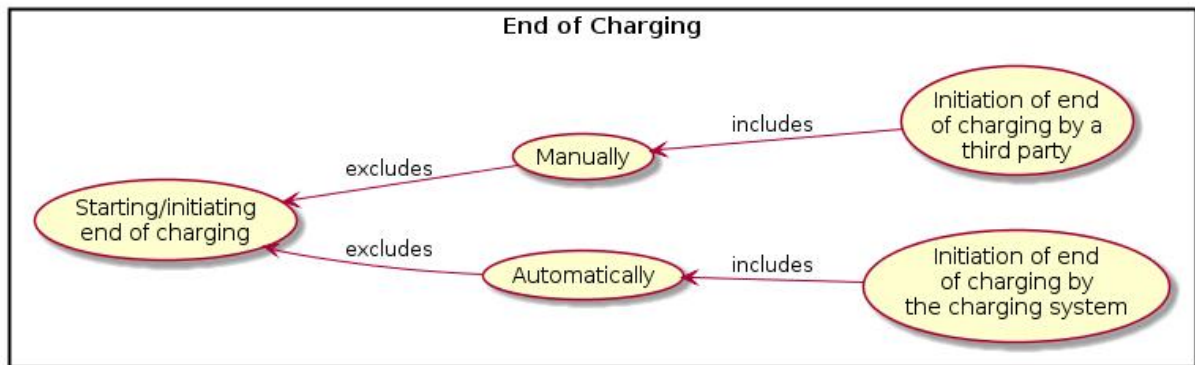 End of Charging
Starting/initiating
end of charging
excludes
Manually
includes
Initiation of end
of charging by a
third party
excludes
Automatically
includes
Initiation of end
of charging by
the charging system